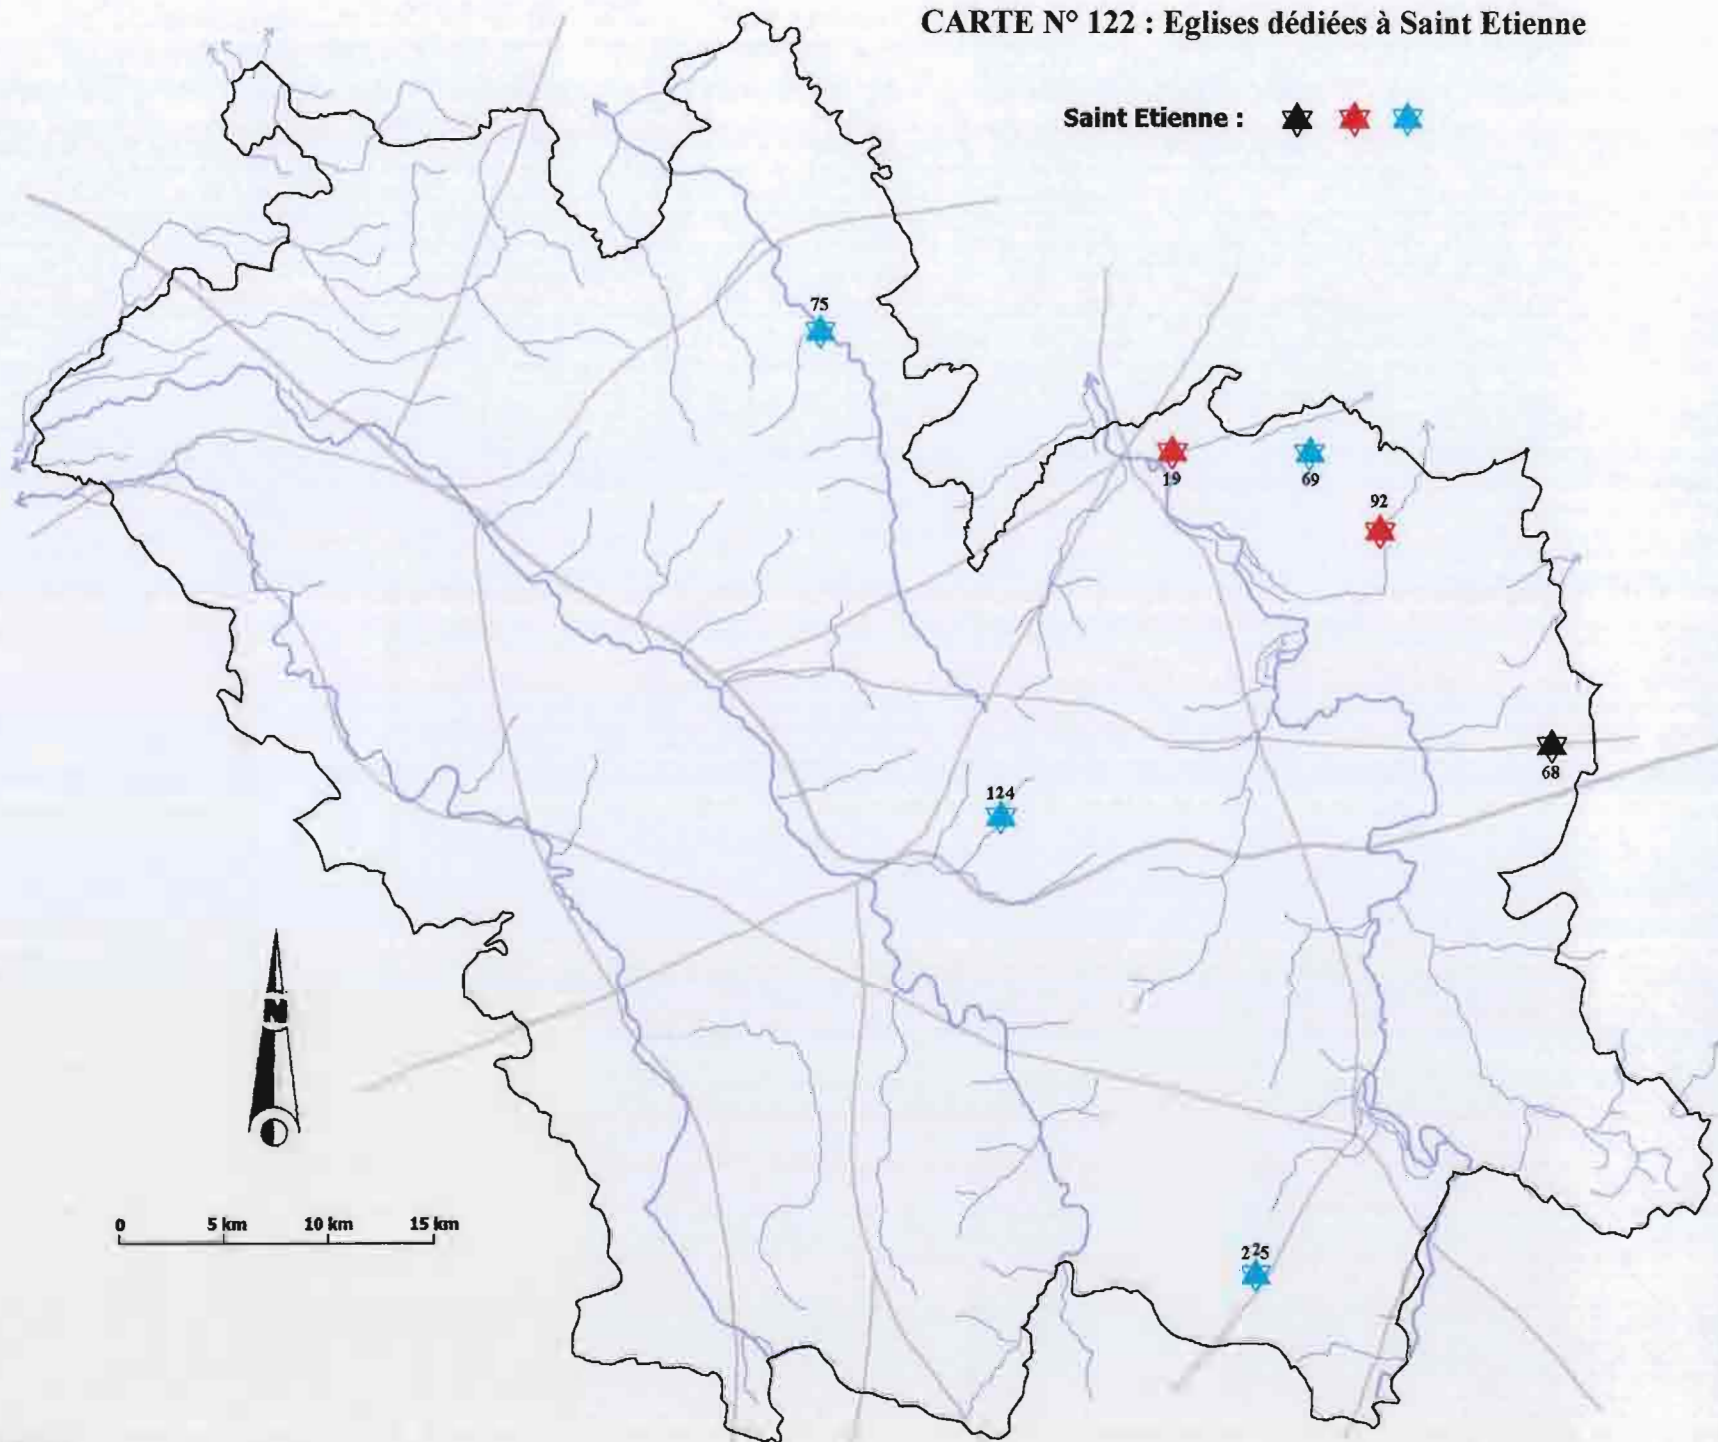 CARTE N° 122 : Eglises dédiées à Saint Etienne
Saint Etienne :
75
19
69
92
68
124
N
0 5 km 10 km 15 km
225